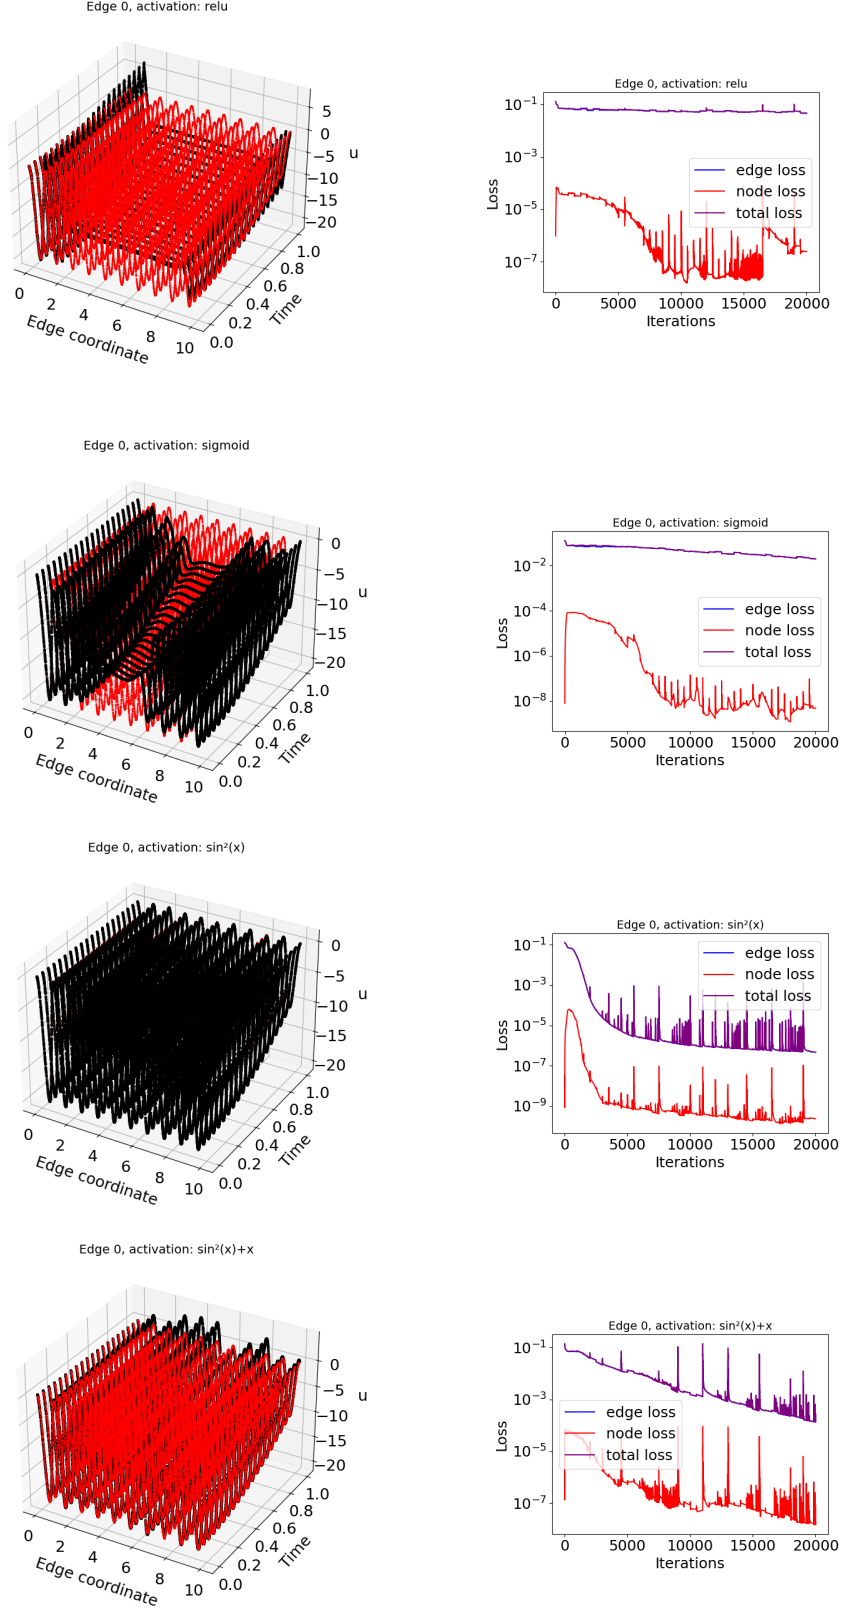 Edge 0, activation: relu
5
0
−5
−10
−15
−20
u
0
2
4
6
8
10
Edge coordinate
0.0
0.2
0.4
0.6
0.8
1.0
Time
Edge 0, activation: relu
10⁻¹
10⁻³
10⁻⁵
10⁻⁷
Loss
edge loss
node loss
total loss
0 5000 10000 15000 20000
Iterations
Edge 0, activation: sigmoid
0
−5
−10
−15
−20
u
0
2
4
6
8
10
Edge coordinate
0.0
0.2
0.4
0.6
0.8
1.0
Time
Edge 0, activation: sigmoid
10⁻²
10⁻⁴
10⁻⁶
10⁻⁸
Loss
edge loss
node loss
total loss
0 5000 10000 15000 20000
Iterations
Edge 0, activation: sin²(x)
0
−5
−10
−15
−20
u
0
2
4
6
8
10
Edge coordinate
0.0
0.2
0.4
0.6
0.8
1.0
Time
Edge 0, activation: sin²(x)
10⁻¹
10⁻³
10⁻⁵
10⁻⁷
10⁻⁹
Loss
edge loss
node loss
total loss
0 5000 10000 15000 20000
Iterations
Edge 0, activation: sin²(x)+x
0
−5
−10
−15
−20
u
0
2
4
6
8
10
Edge coordinate
0.0
0.2
0.4
0.6
0.8
1.0
Time
Edge 0, activation: sin²(x)+x
10⁻¹
10⁻³
10⁻⁵
10⁻⁷
Loss
edge loss
node loss
total loss
0 5000 10000 15000 20000
Iterations